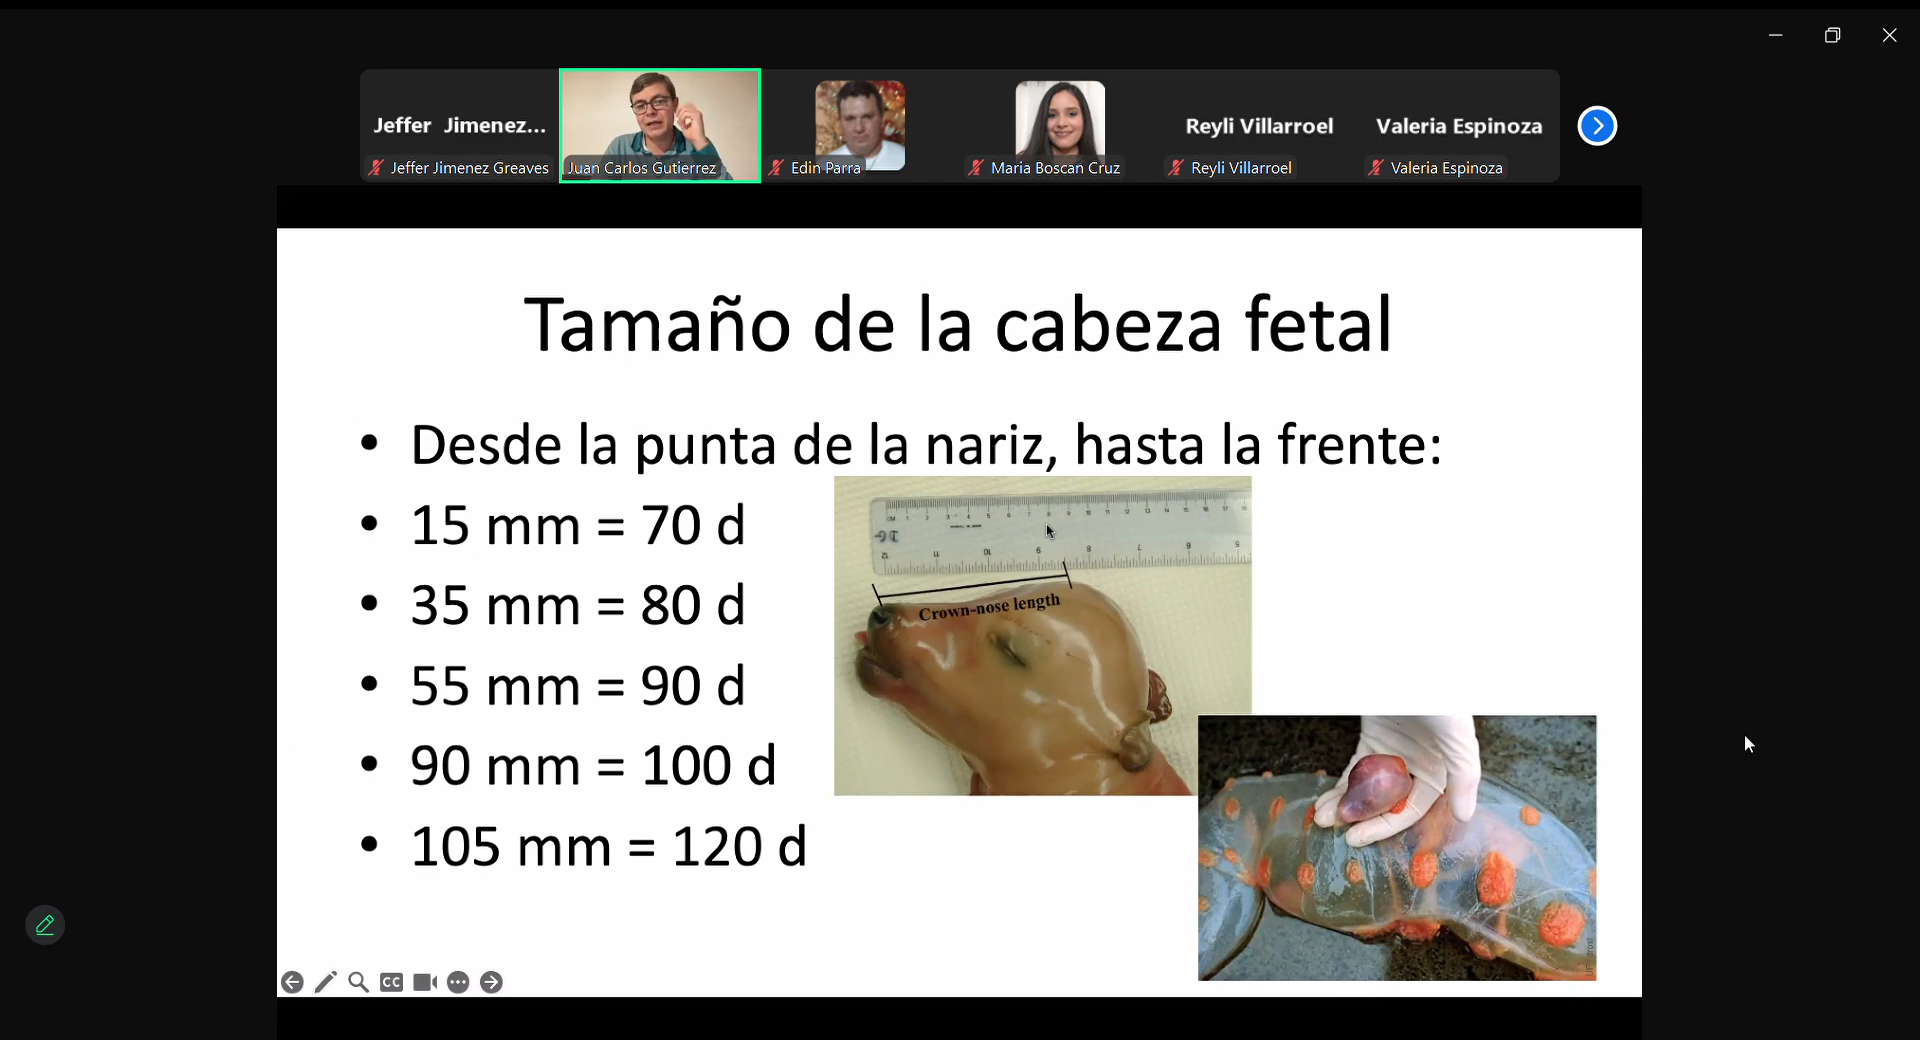 Jeffer Jimenez...
Reyli Villarroel
Valeria Espinoza
Jeffer Jimenez Greaves
Juan Carlos Gutierrez
Edin Parra
Maria Boscan Cruz
Reyli Villarroel
Valeria Espinoza
Tamaño de la cabeza fetal
• Desde la punta de la nariz, hasta la frente:
• 15 mm = 70 d
• 35 mm = 80 d
• 55 mm = 90 d
• 90 mm = 100 d
• 105 mm = 120 d
Crown-nose length
CC